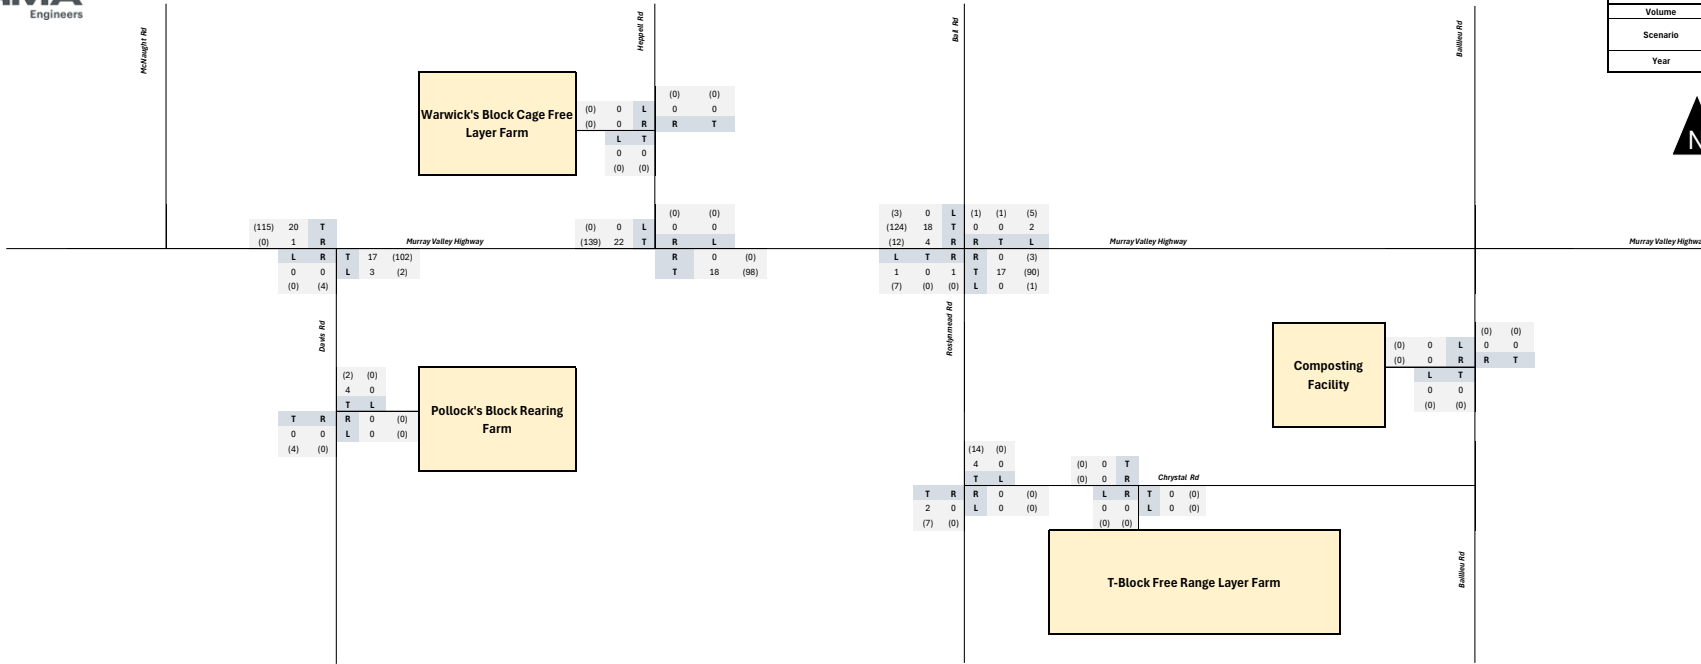 Engineers
Volume
Scenario
Year
McNaught Rd
Heppell Rd
Ball Rd
Baillieu Rd
Warwick's Block Cage Free
Layer Farm
(0) 0 L
(0) 0 R
(0) (0)
0 0
R T
L T
0 0
(0) (0)
N
(115) 20 T
(0) 1 R
L R
0 0
(0) (4)
T 17 (102)
L 3 (2)
Murray Valley Highway
(0) 0 L
(139) 22 T
(0) (0)
0 0
R L
R 0 (0)
T 18 (98)
(3) 0 L
(124) 18 T
(12) 4 R
(1) (1) (5)
0 0 2
R T L
L T R
1 0 1
(7) (0) (0)
R 0 (3)
T 17 (90)
L 0 (1)
Murray Valley Highway
Murray Valley Highwa
Davis Rd
Roslynmead Rd
(2) (0)
4 0
T L
T R
0 0
(4) (0)
R 0 (0)
L 0 (0)
Pollock's Block Rearing
Farm
Composting
Facility
(0) 0 L
(0) 0 R
(0) (0)
0 0
R T
L T
0 0
(0) (0)
(14) (0)
4 0
T L
T R
2 0
(7) (0)
R 0 (0)
L 0 (0)
(0) 0 T
(0) 0 R
L R
0 0
(0) (0)
T 0 (0)
L 0 (0)
Chrystal Rd
T-Block Free Range Layer Farm
Baillieu Rd